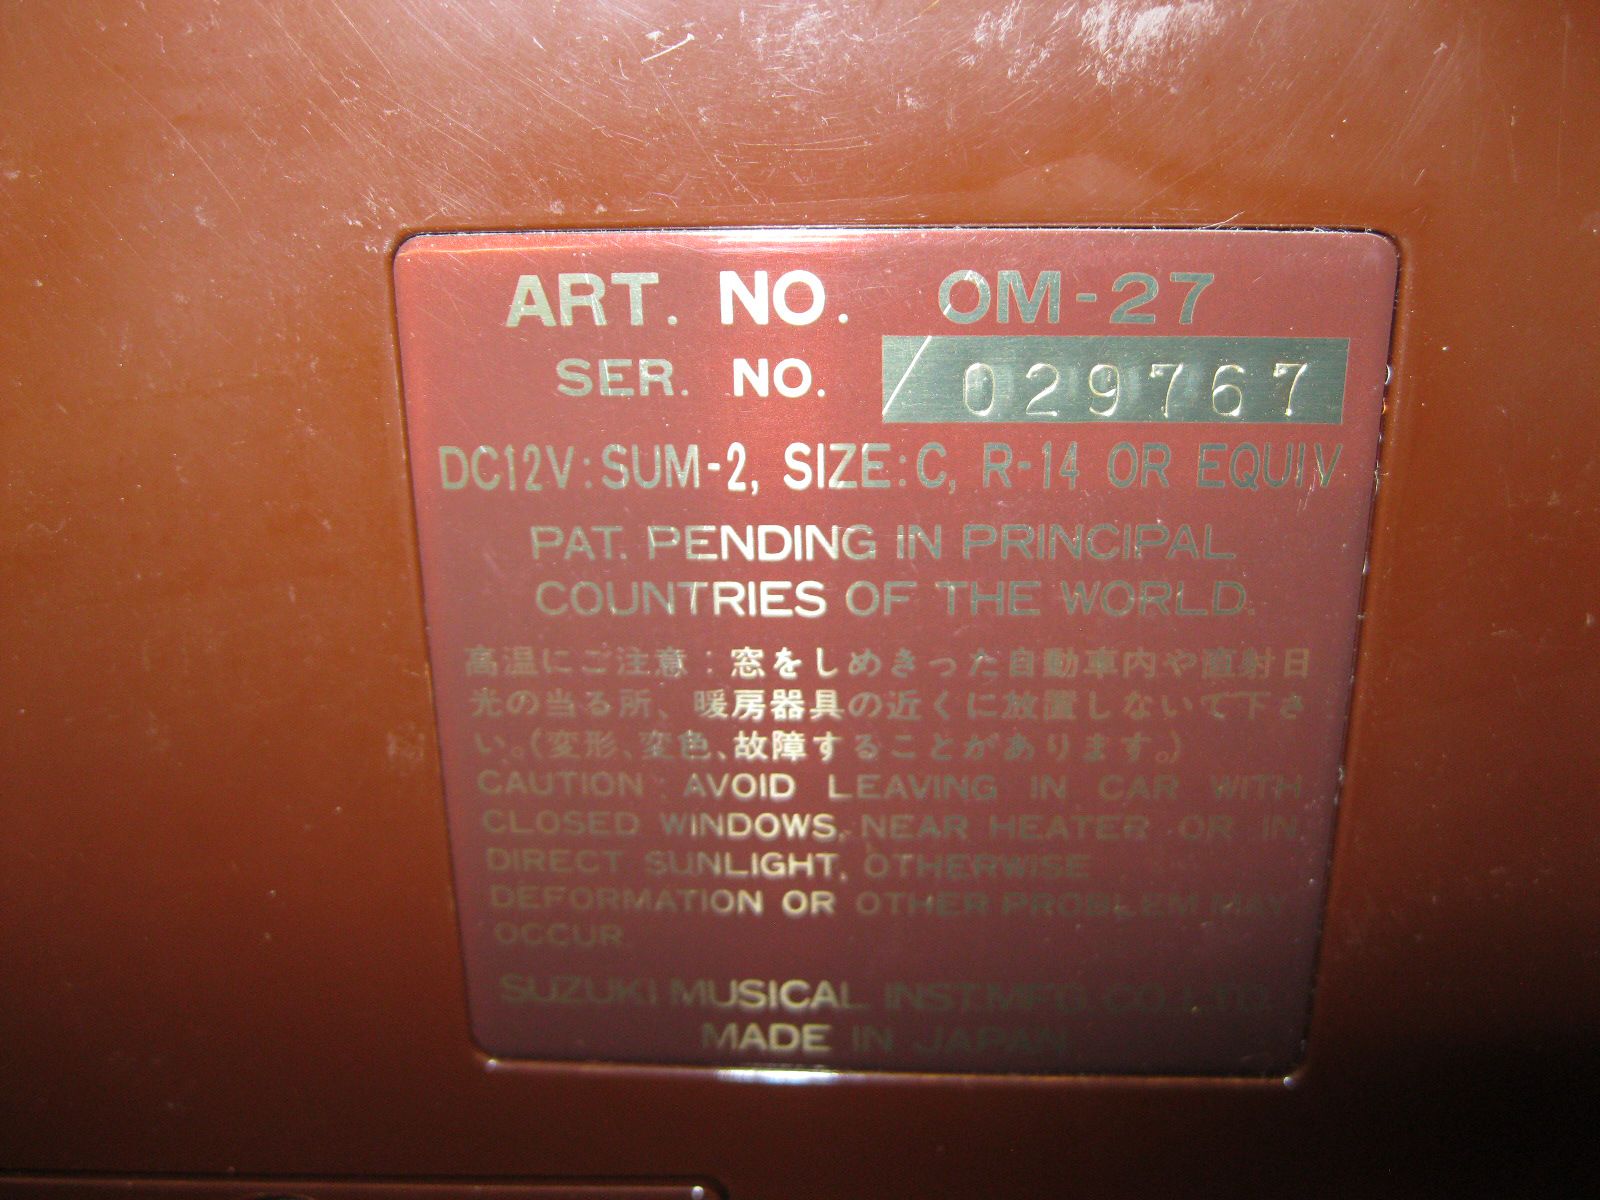 ART. NO. OM-27
SER. NO. /029767
DC12V:SUM-2, SIZE:C, R-14 OR EQUIV
PAT. PENDING IN PRINCIPAL
COUNTRIES OF THE WORLD.
高温にご注意：窓をしめきった自動車内や直射日
光の当る所、暖房器具の近くに放置しないで下さ
い。(変形、変色、故障することがあります。)
CAUTION: AVOID LEAVING IN CAR WITH
CLOSED WINDOWS, NEAR HEATER OR IN
DIRECT SUNLIGHT, OTHERWISE
DEFORMATION OR OTHER PROBLEM MAY
OCCUR.
SUZUKI MUSICAL INST.MFG. CO.,LTD.
MADE IN JAPAN